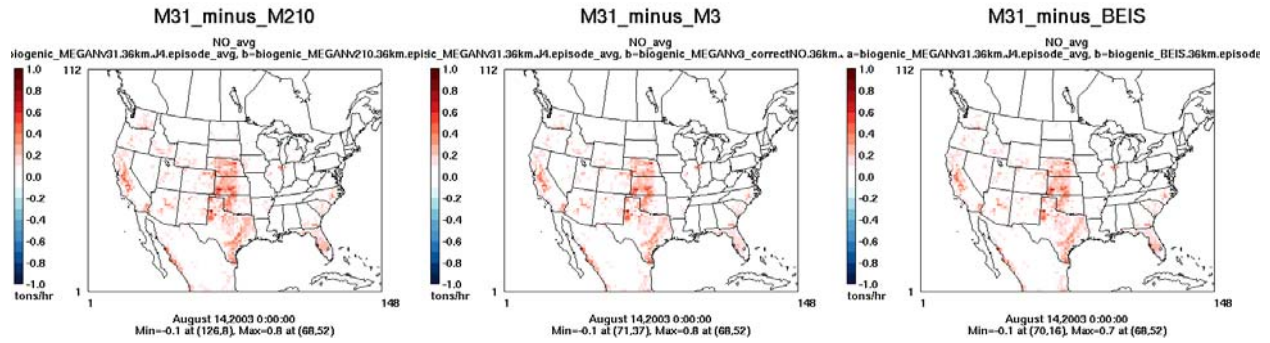 M31_minus_M210
NO_avg
biogenic_MEGANv31.36km.J4.episode_avg, b=biogenic_MEGANv210.36km.epi
1.0
0.8
0.6
0.4
0.2
0.0
-0.2
-0.4
-0.6
-0.8
-1.0
tons/hr
112
1
1
148
August 14,2003 0:00:00
Min=-0.1 at (126,8), Max=0.8 at (68,52)
M31_minus_M3
NO_avg
ic_MEGANv31.36km.J4.episode_avg, b=biogenic_MEGANv3_correctNO.36km.
1.0
0.8
0.6
0.4
0.2
0.0
-0.2
-0.4
-0.6
-0.8
-1.0
tons/hr
112
1
1
148
August 14,2003 0:00:00
Min=-0.1 at (71,37), Max=0.8 at (68,52)
M31_minus_BEIS
NO_avg
a=biogenic_MEGANv31.36km.J4.episode_avg, b=biogenic_BEIS.36km.episode
1.0
0.8
0.6
0.4
0.2
0.0
-0.2
-0.4
-0.6
-0.8
-1.0
tons/hr
112
1
1
148
August 14,2003 0:00:00
Min=-0.1 at (70,16), Max=0.7 at (68,52)